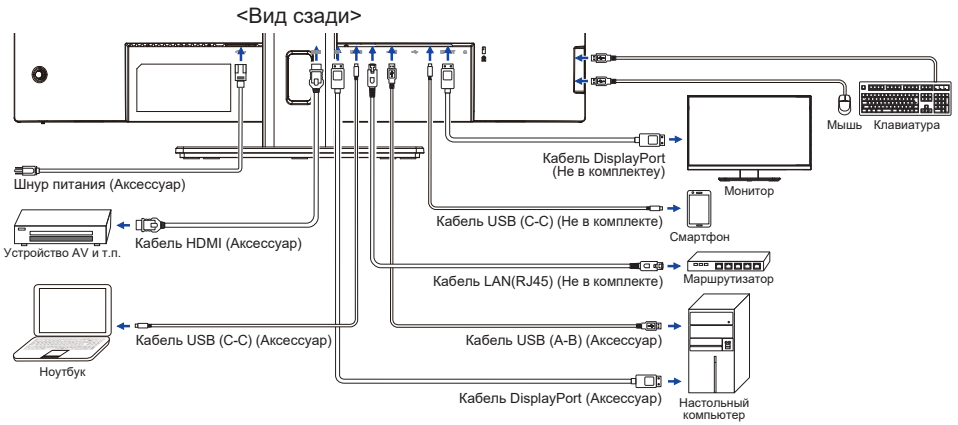 <Вид сзади>
Мышь
Клавиатура
Кабель DisplayPort
(Не в комплектеу)
Монитор
Шнур питания (Аксессуар)
Кабель USB (C-C) (Не в комплекте)
Смартфон
Кабель HDMI (Аксессуар)
Устройство AV и т.п.
Кабель LAN(RJ45) (Не в комплекте)
Маршрутизатор
Кабель USB (C-C) (Аксессуар)
Кабель USB (A-B) (Аксессуар)
Ноутбук
Кабель DisplayPort (Аксессуар)
Настольный
компьютер